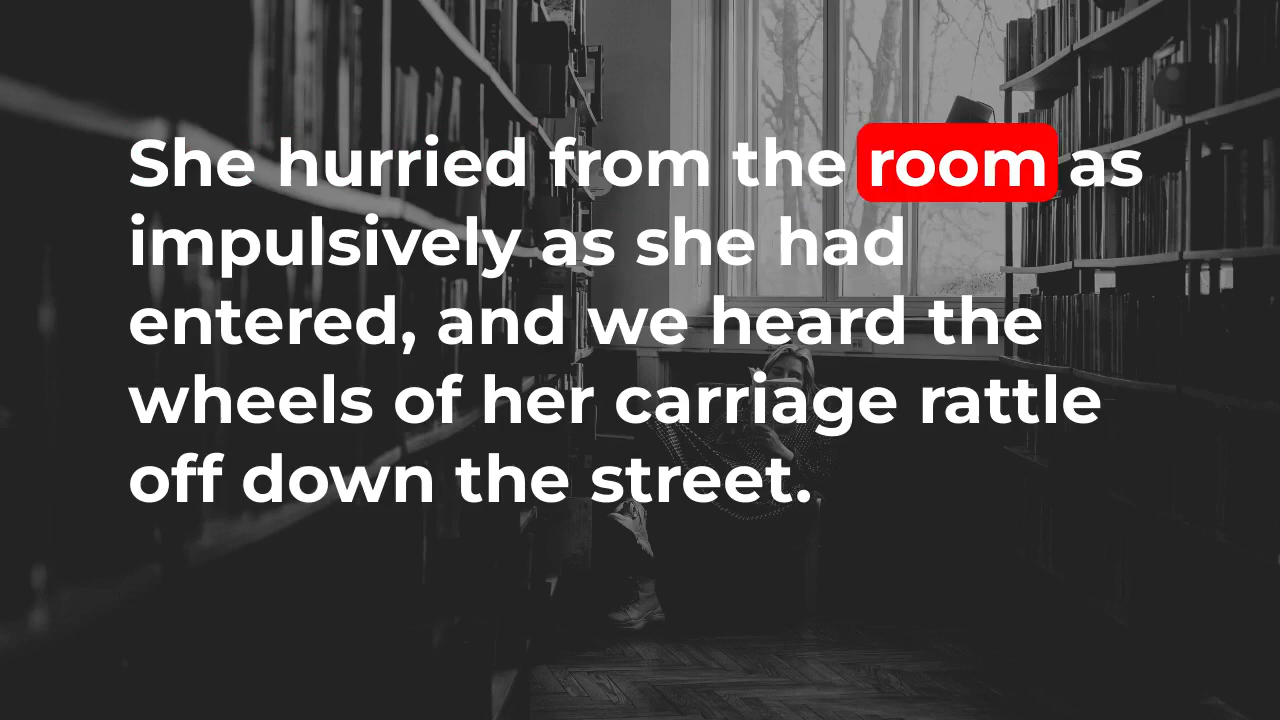 She hurried from the room as
impulsively as she had
entered, and we heard the
wheels of her carriage rattle
off down the street.